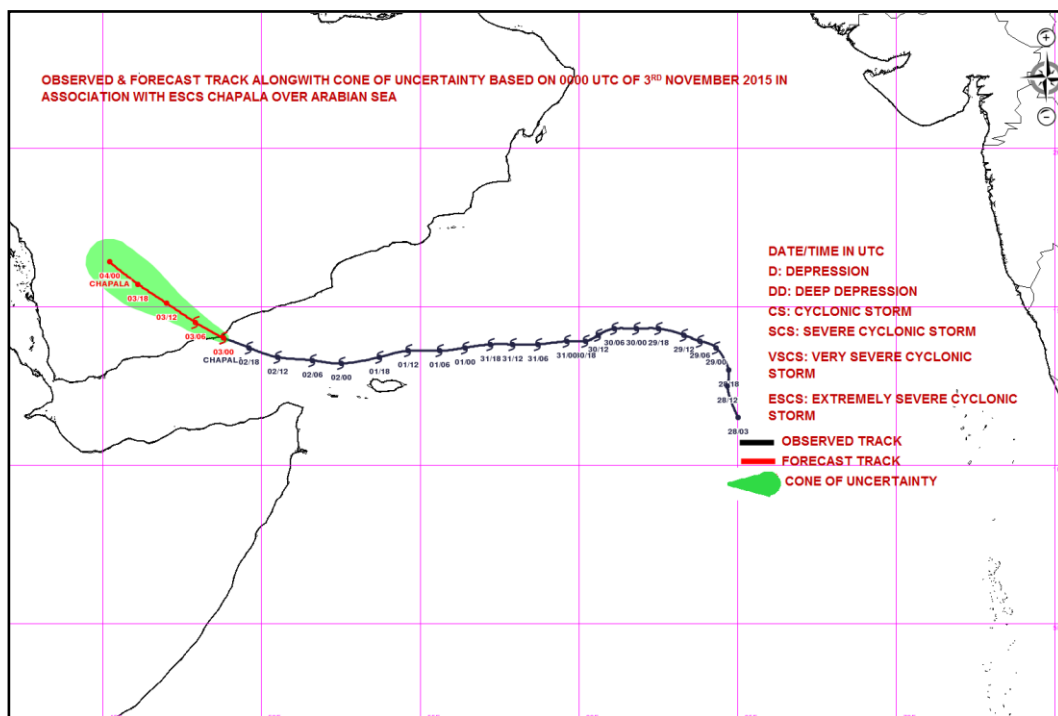 OBSERVED & FORECAST TRACK ALONGWITH CONE OF UNCERTAINTY BASED ON 0000 UTC OF 3RD NOVEMBER 2015 IN
ASSOCIATION WITH ESCS CHAPALA OVER ARABIAN SEA
DATE/TIME IN UTC
D: DEPRESSION
DD: DEEP DEPRESSION
CS: CYCLONIC STORM
SCS: SEVERE CYCLONIC STORM
VSCS: VERY SEVERE CYCLONIC
STORM
ESCS: EXTREMELY SEVERE CYCLONIC
STORM
OBSERVED TRACK
FORECAST TRACK
CONE OF UNCERTAINTY
04/00
CHAPALA
03/18
03/12
03/06
03/00
CHAPAL
02/18
02/12
02/06
02/00
01/18
01/12
01/06
01/00
31/18
31/12
31/06
31/00
30/18
30/12
30/06
30/00
29/18
29/12
29/06
29/00
28/18
28/12
28/03